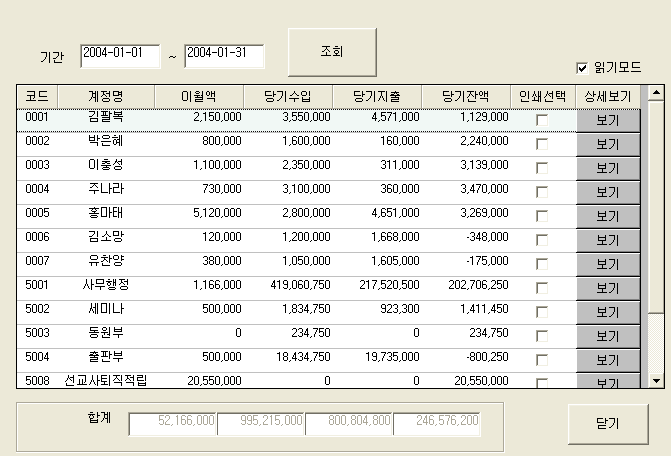 조회
기간 2004-01-01 ~ 2004-01-31
읽기모드
코드 계정명 이월액 당기수입 당기지출 당기잔액 인쇄선택 상세보기
0001 김팔복 2,150,000 3,550,000 4,571,000 1,129,000 보기
0002 박은혜 800,000 1,600,000 160,000 2,240,000 보기
0003 이충성 1,100,000 2,350,000 311,000 3,139,000 보기
0004 주나라 730,000 3,100,000 360,000 3,470,000 보기
0005 홍마태 5,120,000 2,800,000 4,651,000 3,269,000 보기
0006 김소망 120,000 1,200,000 1,668,000 -348,000 보기
0007 유찬양 380,000 1,050,000 1,605,000 -175,000 보기
5001 사무행정 1,166,000 419,060,750 217,520,500 202,706,250 보기
5002 세미나 500,000 1,834,750 923,300 1,411,450 보기
5003 동원부 0 234,750 0 234,750 보기
5004 출판부 500,000 18,434,750 19,735,000 -800,250 보기
5008 선교사퇴직적립 20,550,000 0 0 20,550,000 보기
합계 52,166,000 995,215,000 800,804,800 246,576,200
닫기